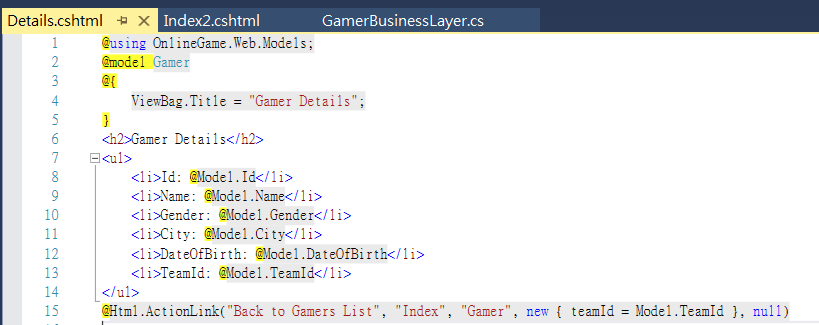 Details.cshtml Index2.cshtml GamerBusinessLayer.cs
1 @using OnlineGame.Web.Models;
2 @model Gamer
3 @{
4 ViewBag.Title = "Gamer Details";
5 }
6 <h2>Gamer Details</h2>
7 <ul>
8 <li>Id: @Model.Id</li>
9 <li>Name: @Model.Name</li>
10 <li>Gender: @Model.Gender</li>
11 <li>City: @Model.City</li>
12 <li>DateOfBirth: @Model.DateOfBirth</li>
13 <li>TeamId: @Model.TeamId</li>
14 </ul>
15 @Html.ActionLink("Back to Gamers List", "Index", "Gamer", new { teamId = Model.TeamId }, null)